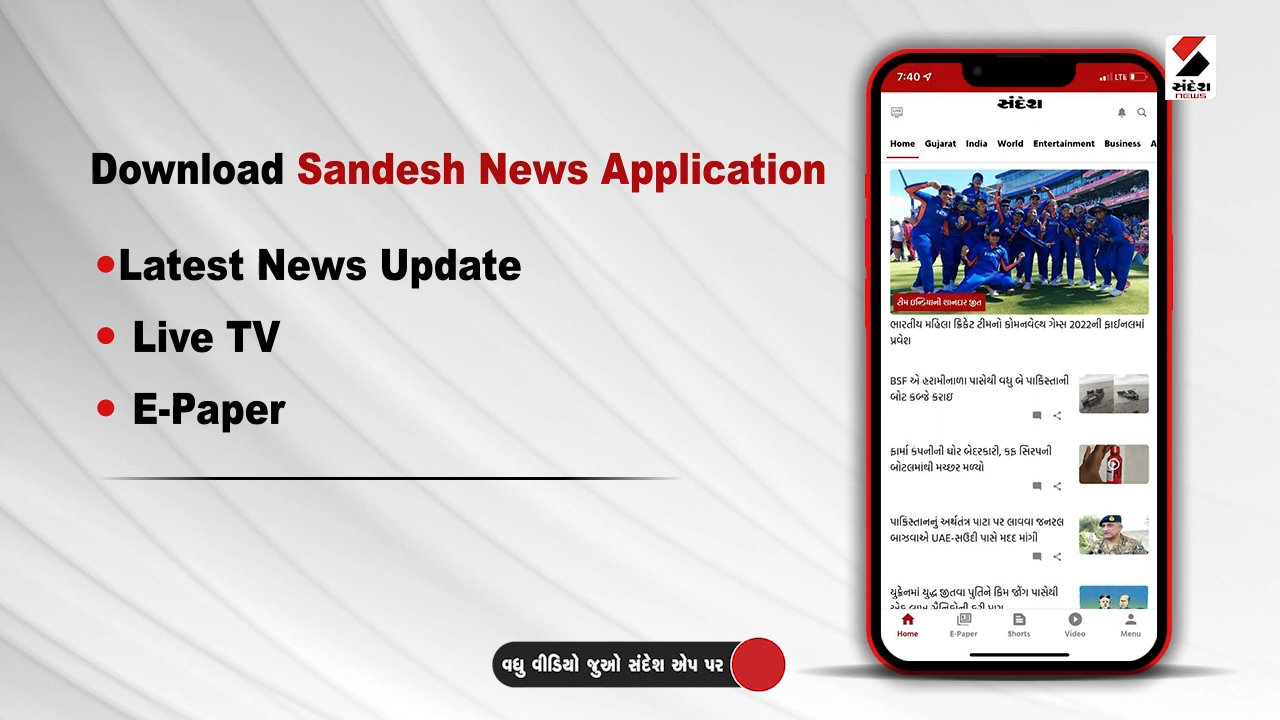 Download Sandesh News Application
•Latest News Update
• Live TV
• E-Paper
વધુ વીડિયો જુઓ સંદેશ એપ પર
7:40
LTE
LIVE
સંદેશ
Home Gujarat India World Entertainment Business A
ટીમ ઇન્ડિયાની શાનદાર જીત
ભારતીય મહિલા ક્રિકેટ ટીમનો કોમનવેલ્થ ગેમ્સ 2022ની ફાઈનલમાં
પ્રવેશ
BSF એ હરામીનાળા પાસેથી વધુ બે પાકિસ્તાની
બોટ કબ્જે કરાઇ
ફાર્મા કંપનીની ઘોર બેદરકારી, કફ સિરપની
બોટલમાંથી મચ્છર મળ્યો
પાકિસ્તાનનું અર્થતંત્ર પાટા પર લાવવા જનરલ
બાઝવાએ UAE-સઉદી પાસે મદદ માંગી
યુક્રેનમાં યુદ્ધ જીતવા પુતિને કિમ જોંગ પાસેથી
Home E-Paper Shorts Video Menu
સંદેશ
NEWS